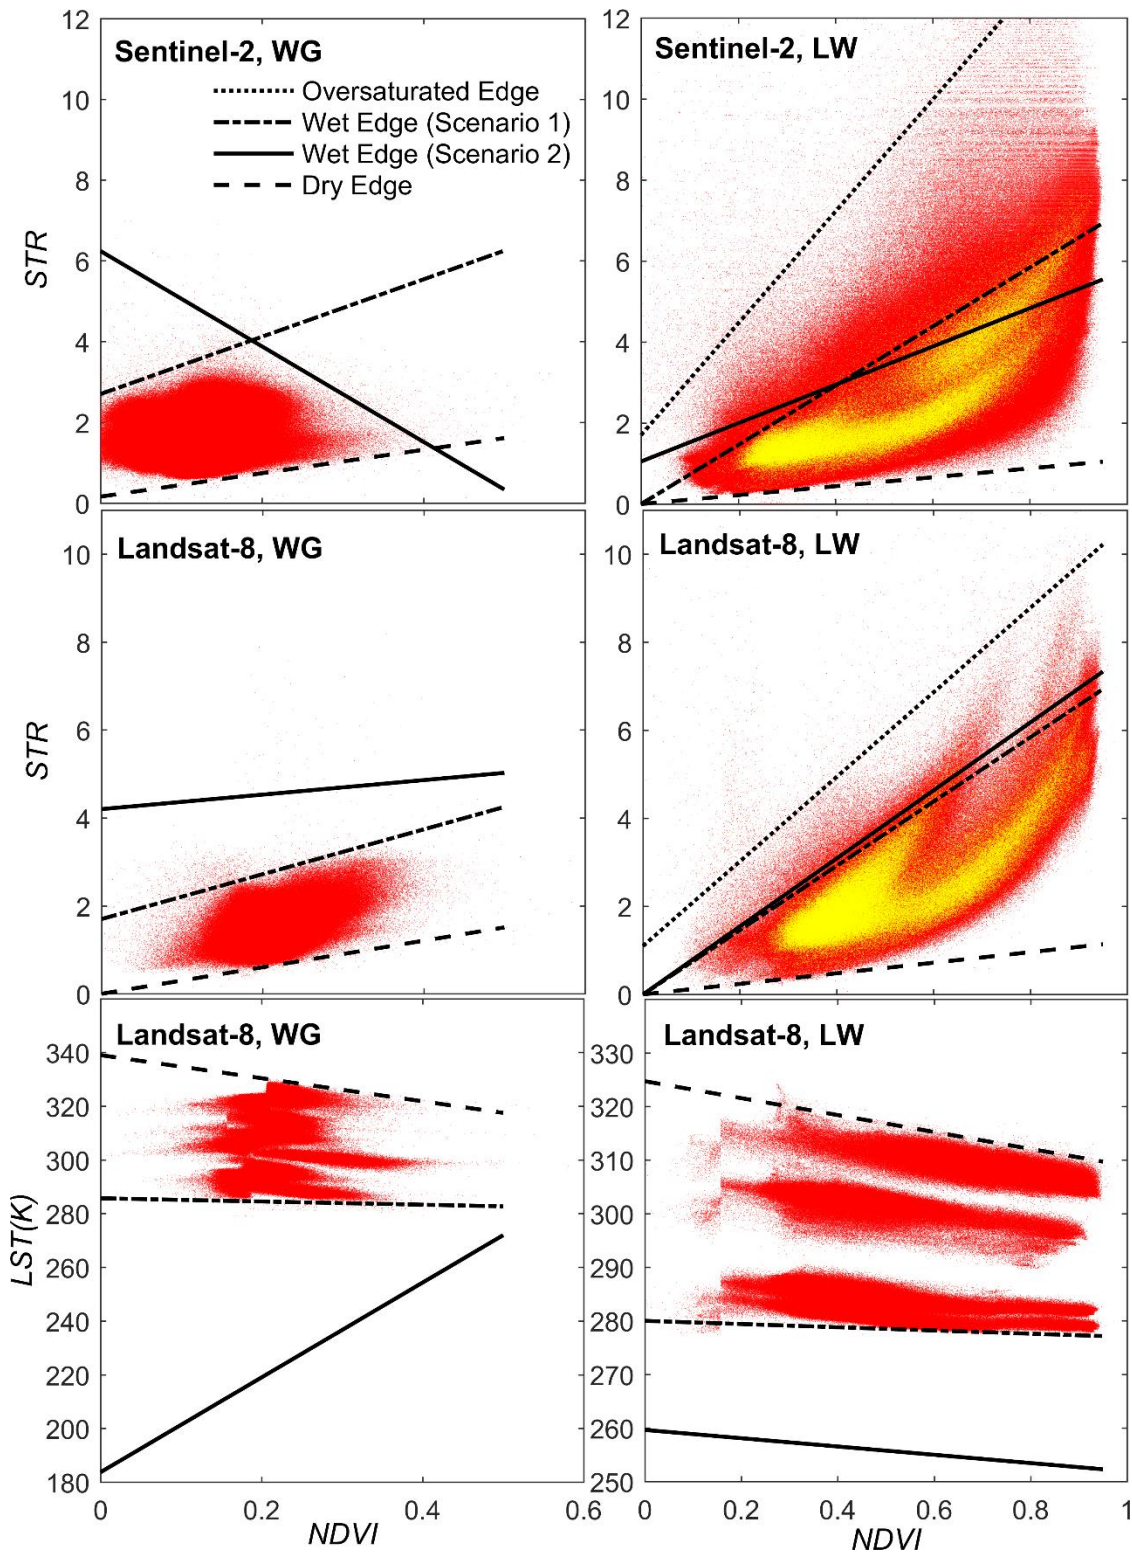 12
10
8
6
4
2
0
STR
Sentinel-2, WG
Oversaturated Edge
Wet Edge (Scenario 1)
Wet Edge (Scenario 2)
Dry Edge
12
10
8
6
4
2
0
Sentinel-2, LW
10
8
6
4
2
0
STR
Landsat-8, WG
10
8
6
4
2
0
Landsat-8, LW
340
320
300
280
260
240
220
200
180
LST(K)
Landsat-8, WG
0 0.2 0.4 0.6
NDVI
330
320
310
300
290
280
270
260
250
Landsat-8, LW
0 0.2 0.4 0.6 0.8 1
NDVI